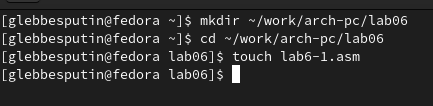 [glebbesputin@fedora ~]$ mkdir ~/work/arch-pc/lab06
[glebbesputin@fedora ~]$ cd ~/work/arch-pc/lab06
[glebbesputin@fedora lab06]$ touch lab6-1.asm
[glebbesputin@fedora lab06]$